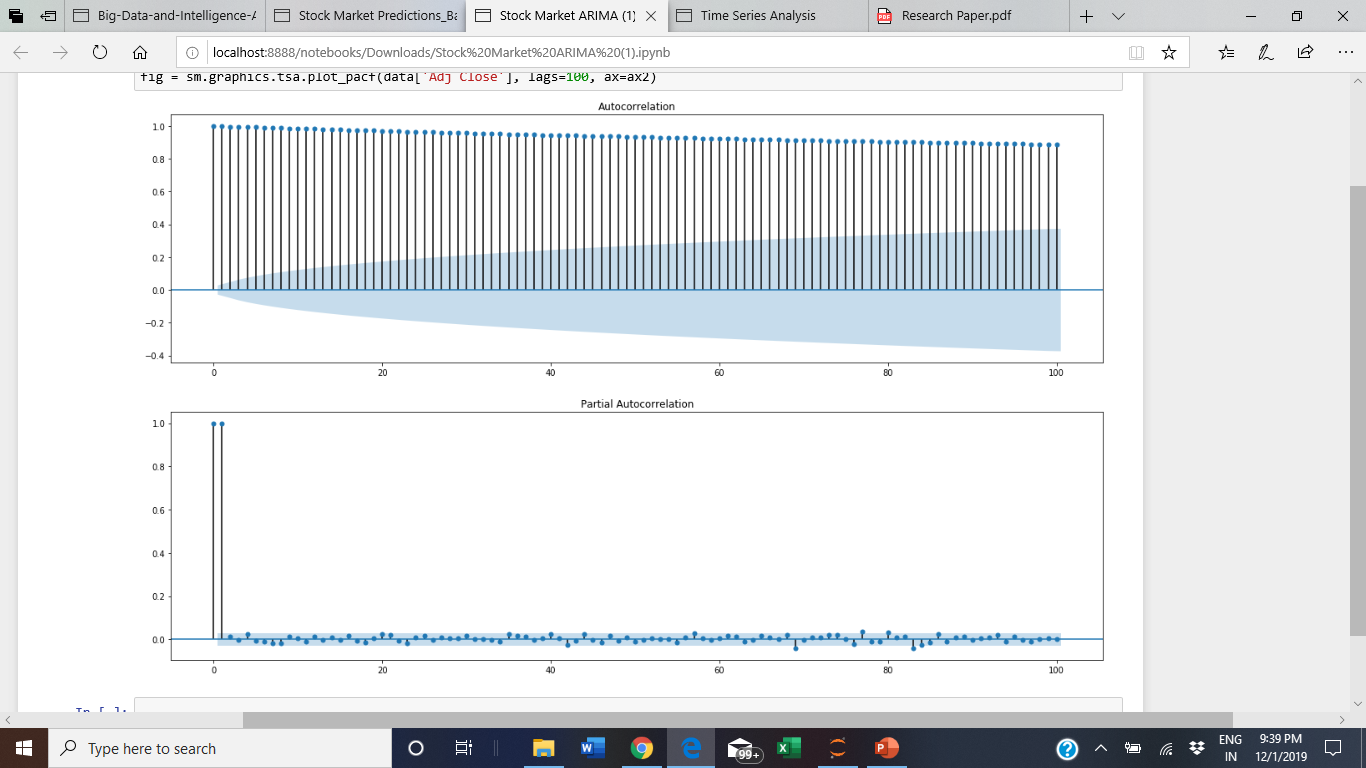 Big-Data-and-Intelligence-A
Stock Market Predictions_Ba
Stock Market ARIMA (1)
Time Series Analysis
PDF
Research Paper.pdf
localhost:8888/notebooks/Downloads/Stock%20Market%20ARIMA%20(1).ipynb
fig = sm.graphics.tsa.plot_pacf(data['Adj Close'], lags=100, ax=ax2)
Autocorrelation
1.0
0.8
0.6
0.4
0.2
0.0
−0.2
−0.4
0 20 40 60 80 100
Partial Autocorrelation
1.0
0.8
0.6
0.4
0.2
0.0
0 20 40 60 80 100
In [ ]:
Type here to search
99+
ENG
IN
9:39 PM
12/1/2019